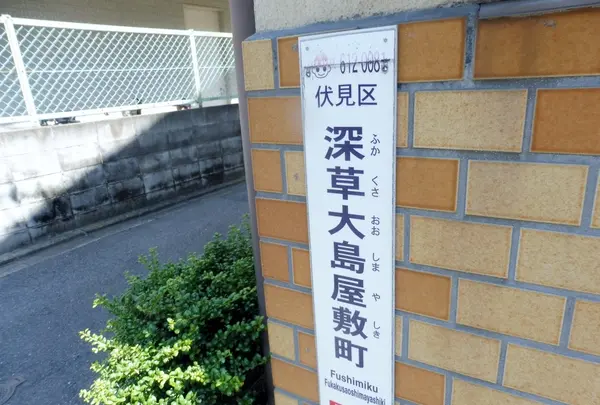 612 0081
伏見区
深草大島屋敷町
ふか くさ おお しま や しき
Fushimiku
Fukakusaoshimayashiki